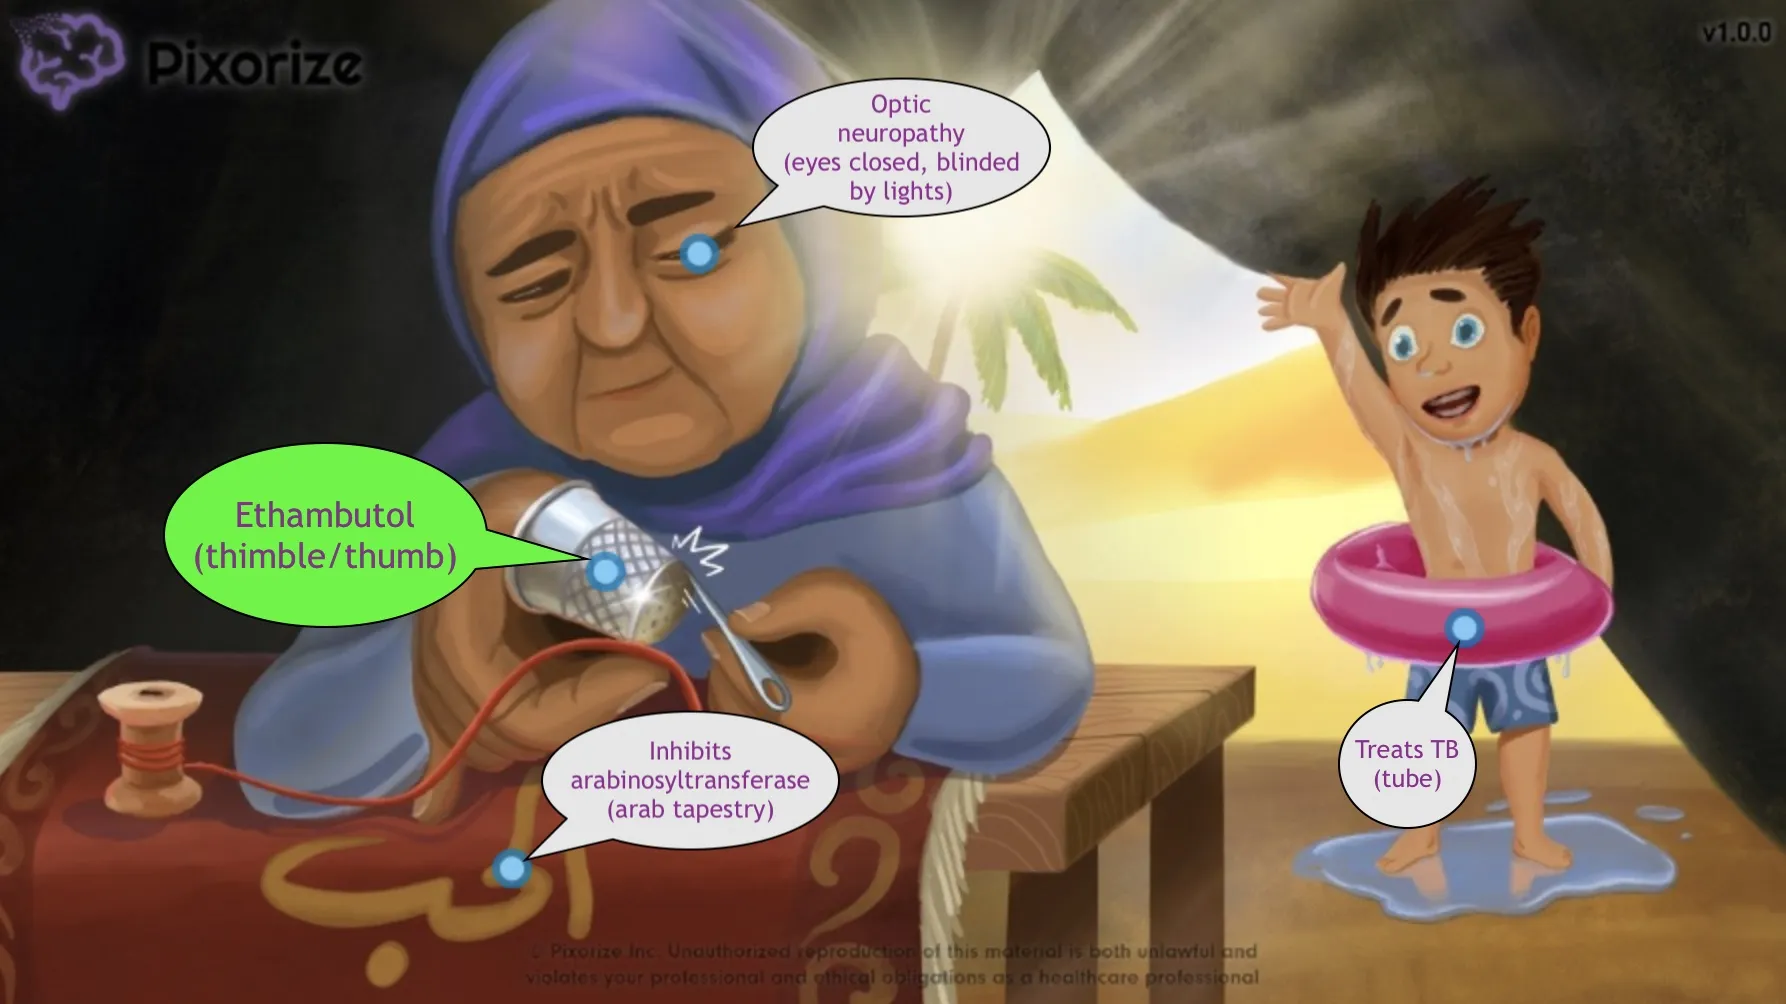 Pixorize
v1.0.0
Optic
neuropathy
(eyes closed, blinded
by lights)
Ethambutol
(thimble/thumb)
Inhibits
arabinosyltransferase
(arab tapestry)
Treats TB
(tube)
© Pixorize Inc. Unauthorized reproduction of this material is both unlawful and
violates your professional and ethical obligations as a healthcare professional